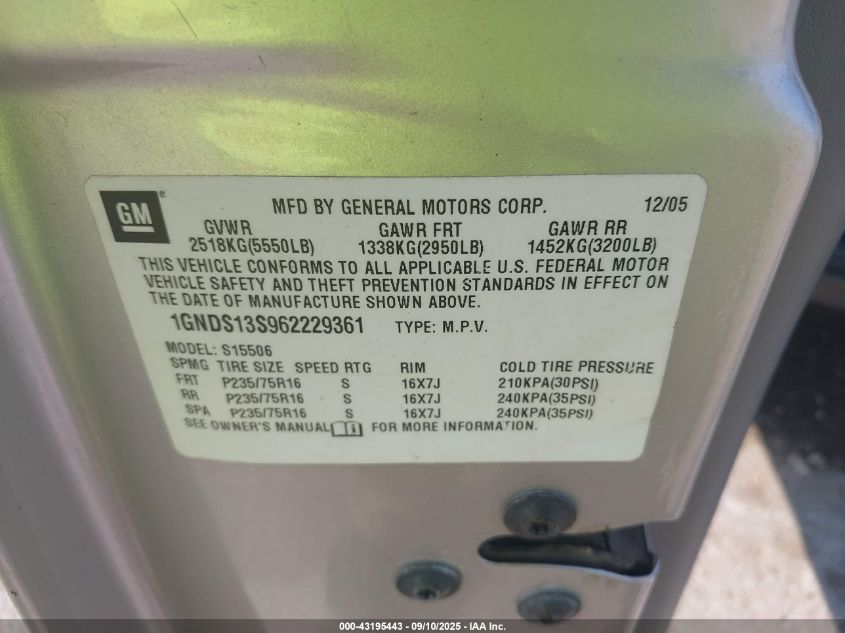 GM®
MFD BY GENERAL MOTORS CORP. 12/05
GVWR GAWR FRT GAWR RR
2518KG(5550LB) 1338KG(2950LB) 1452KG(3200LB)
THIS VEHICLE CONFORMS TO ALL APPLICABLE U.S. FEDERAL MOTOR
VEHICLE SAFETY AND THEFT PREVENTION STANDARDS IN EFFECT ON
THE DATE OF MANUFACTURE SHOWN ABOVE.
1GNDS13S962229361 TYPE: M.P.V.
MODEL: S15506
SPMG TIRE SIZE SPEED RTG RIM COLD TIRE PRESSURE
FRT P235/75R16 S 16X7J 210KPA(30PSI)
RR P235/75R16 S 16X7J 240KPA(35PSI)
SPA P235/75R16 S 16X7J 240KPA(35PSI)
SEE OWNER'S MANUAL FOR MORE INFORMATION.
000-43195443 - 09/10/2025 - IAA Inc.